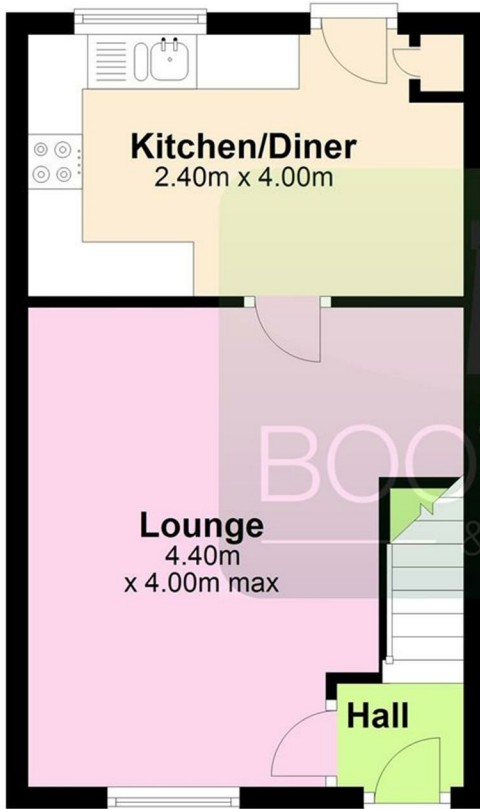 Kitchen/Diner
2.40m x 4.00m
BOO
&
Lounge
4.40m
x 4.00m max
Hall